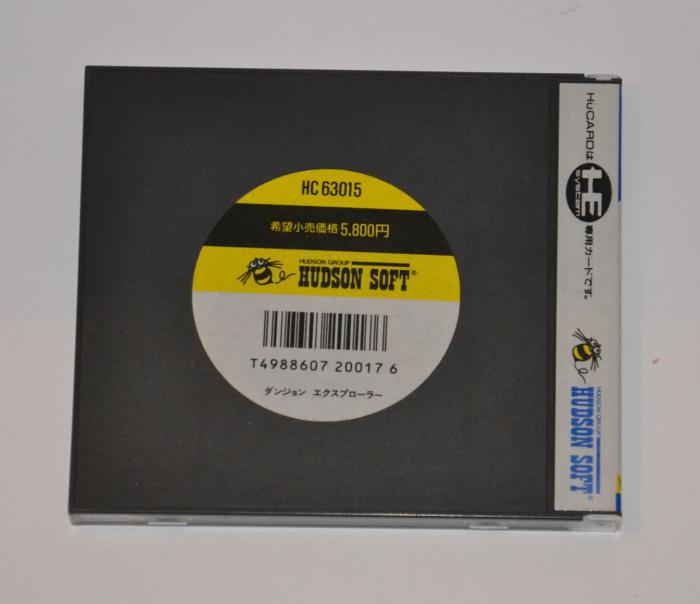 HC 63015
希望小売価格 5,800円
HUDSON GROUP
HUDSON SOFT®
T4988607 20017 6
ダンジョン エクスプローラー
HuCARDは
HE
SYSTEM
専用カードです。
HUDSON GROUP
HUDSON SOFT®